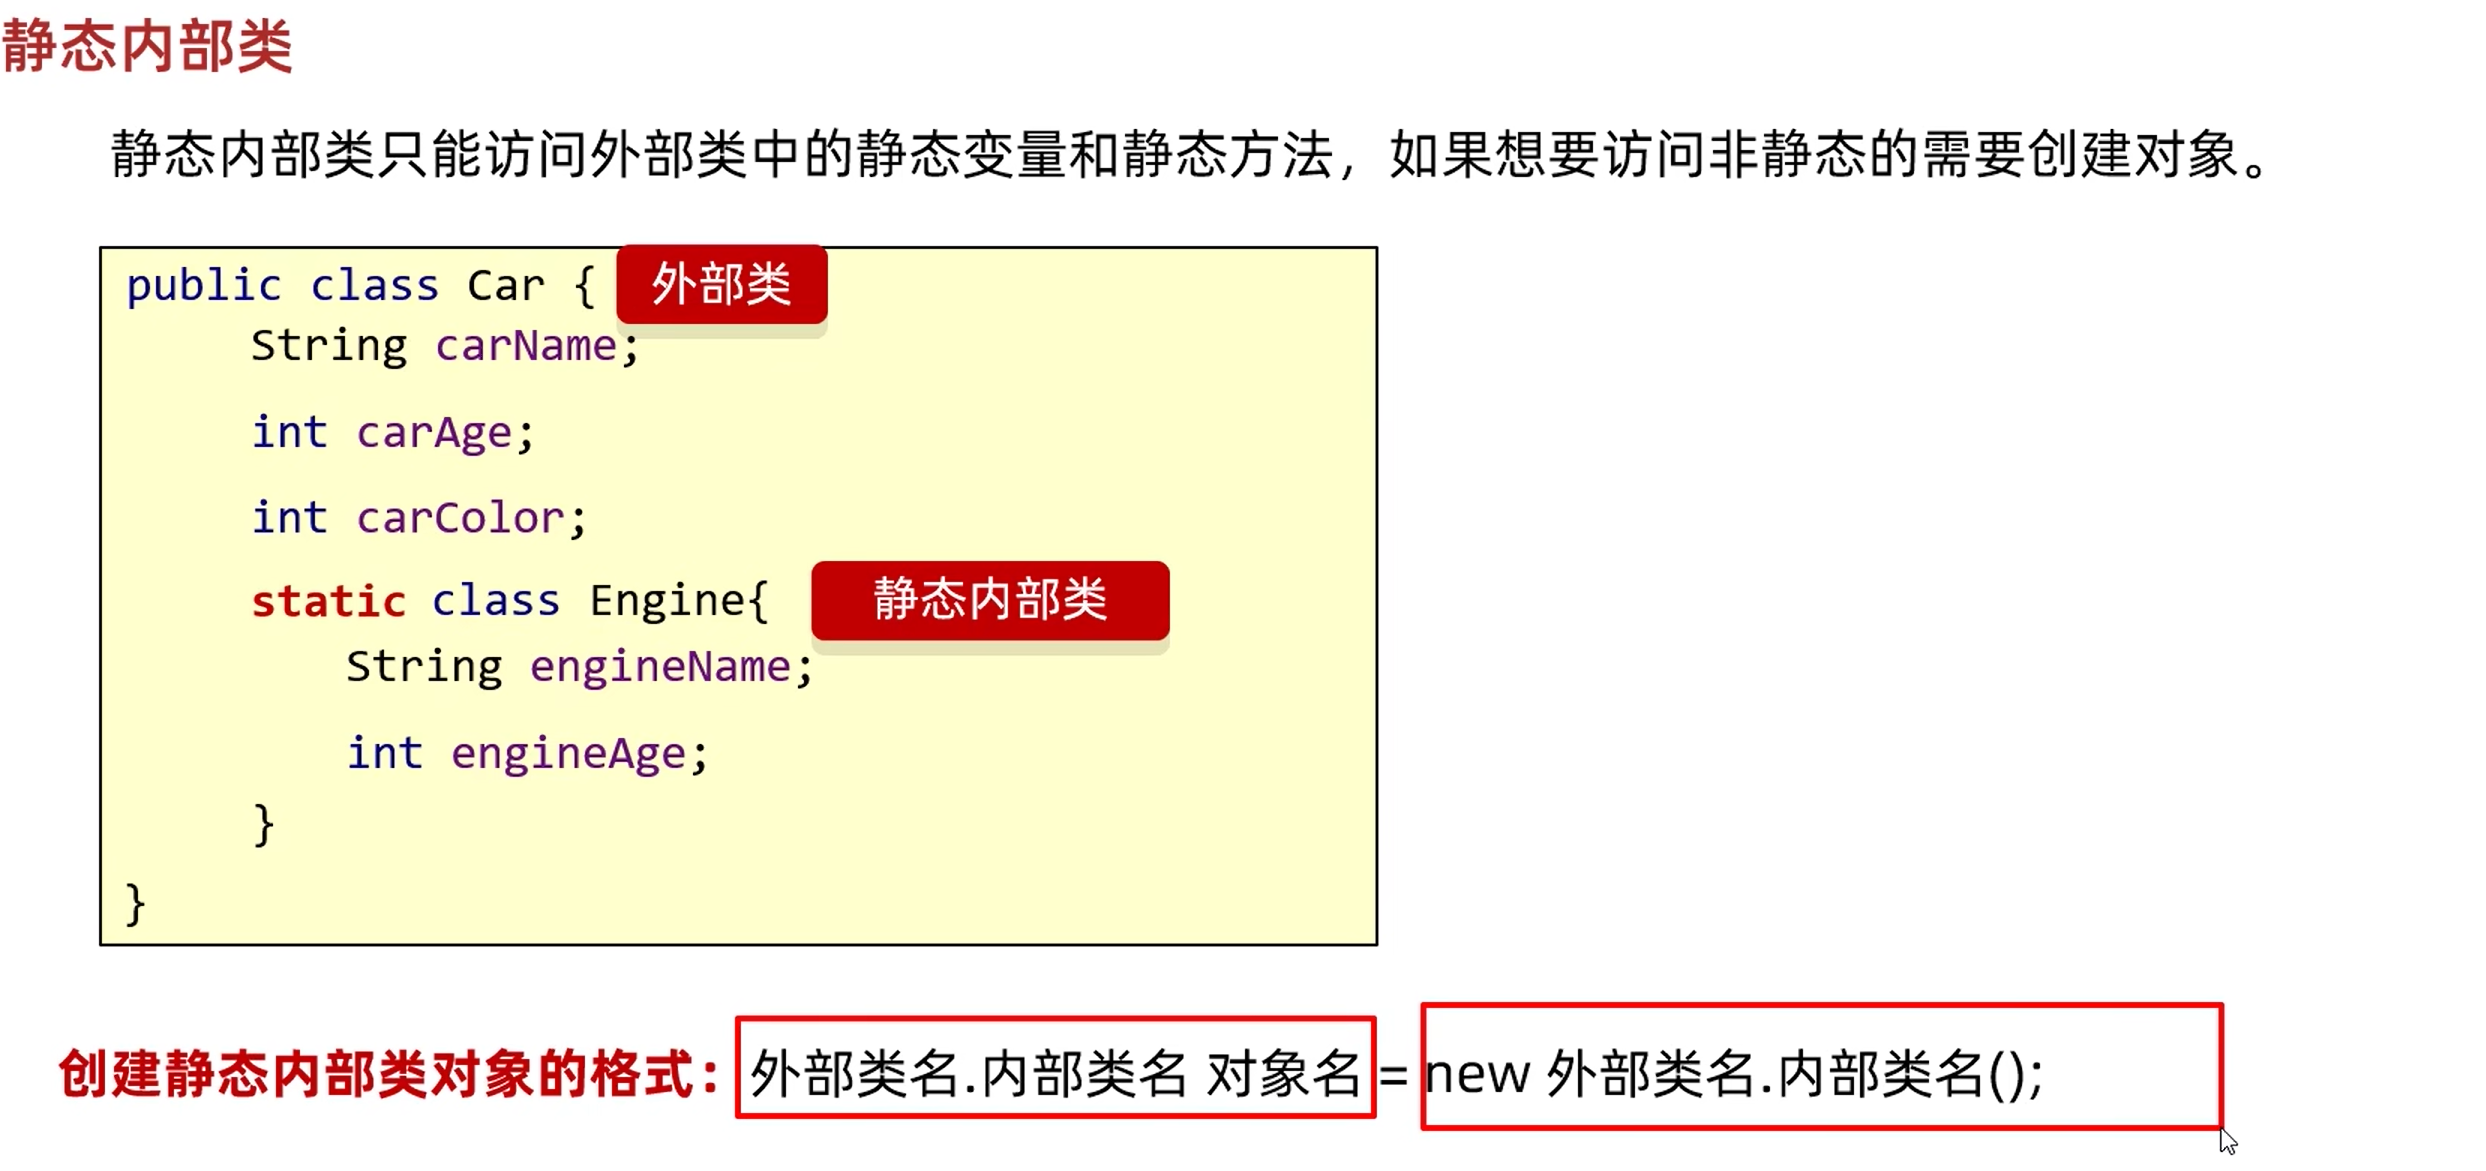 静态内部类
静态内部类只能访问外部类中的静态变量和静态方法，如果想要访问非静态的需要创建对象。
public class Car { 外部类
String carName;
int carAge;
int carColor;
static class Engine{ 静态内部类
String engineName;
int engineAge;
}
}
创建静态内部类对象的格式：外部类名.内部类名 对象名 = new 外部类名.内部类名();